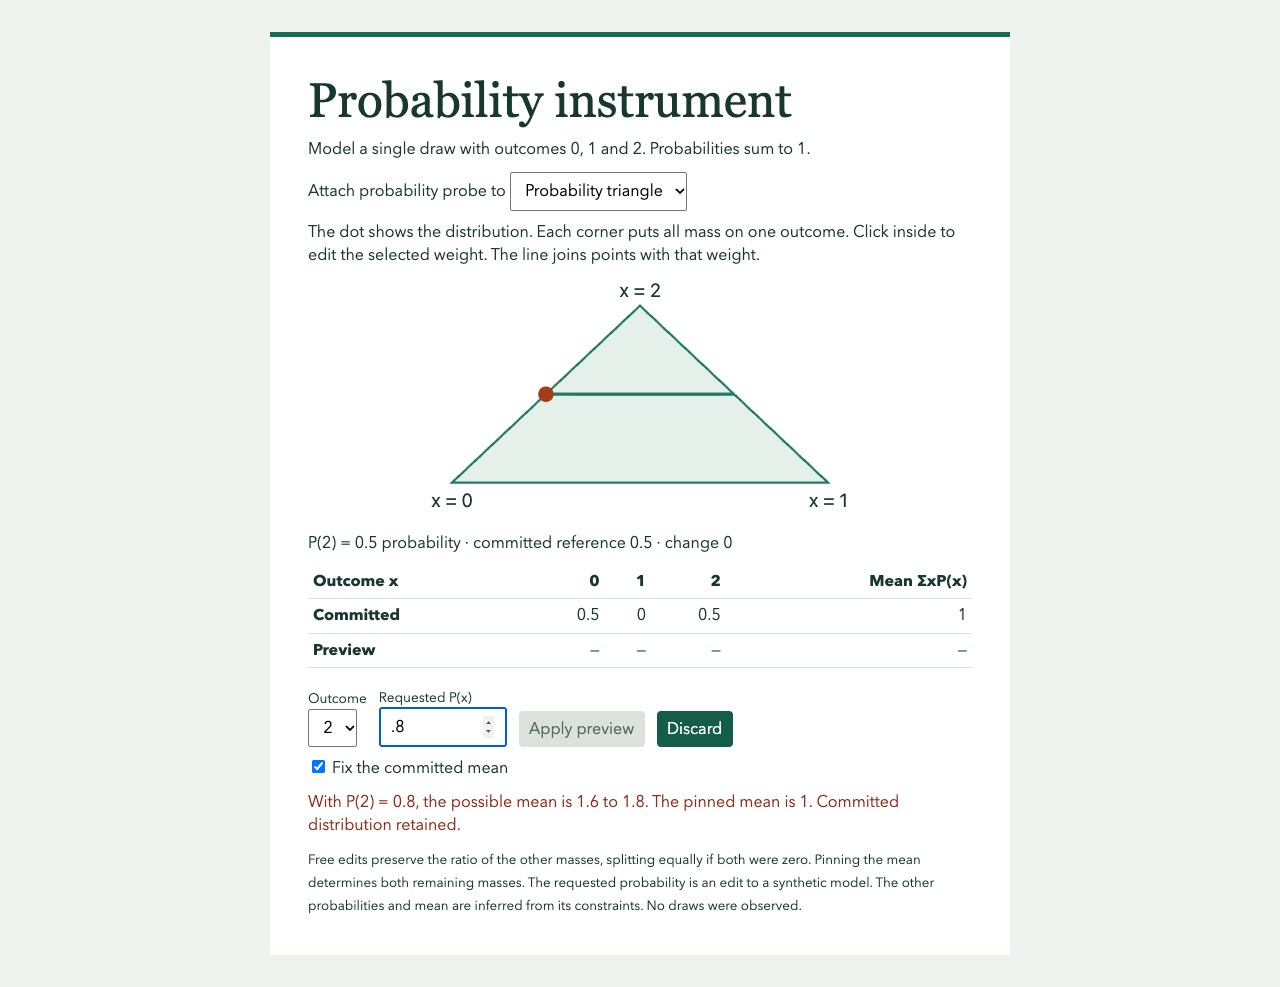 Probability instrument
Model a single draw with outcomes 0, 1 and 2. Probabilities sum to 1.
Attach probability probe to Probability triangle
The dot shows the distribution. Each corner puts all mass on one outcome. Click inside to
edit the selected weight. The line joins points with that weight.
x = 2
x = 0 x = 1
P(2) = 0.5 probability · committed reference 0.5 · change 0
Outcome x 0 1 2 Mean ΣxP(x)
Committed 0.5 0 0.5 1
Preview – – – –
Outcome Requested P(x)
2 .8 Apply preview Discard
Fix the committed mean
With P(2) = 0.8, the possible mean is 1.6 to 1.8. The pinned mean is 1. Committed
distribution retained.
Free edits preserve the ratio of the other masses, splitting equally if both were zero. Pinning the mean
determines both remaining masses. The requested probability is an edit to a synthetic model. The other
probabilities and mean are inferred from its constraints. No draws were observed.